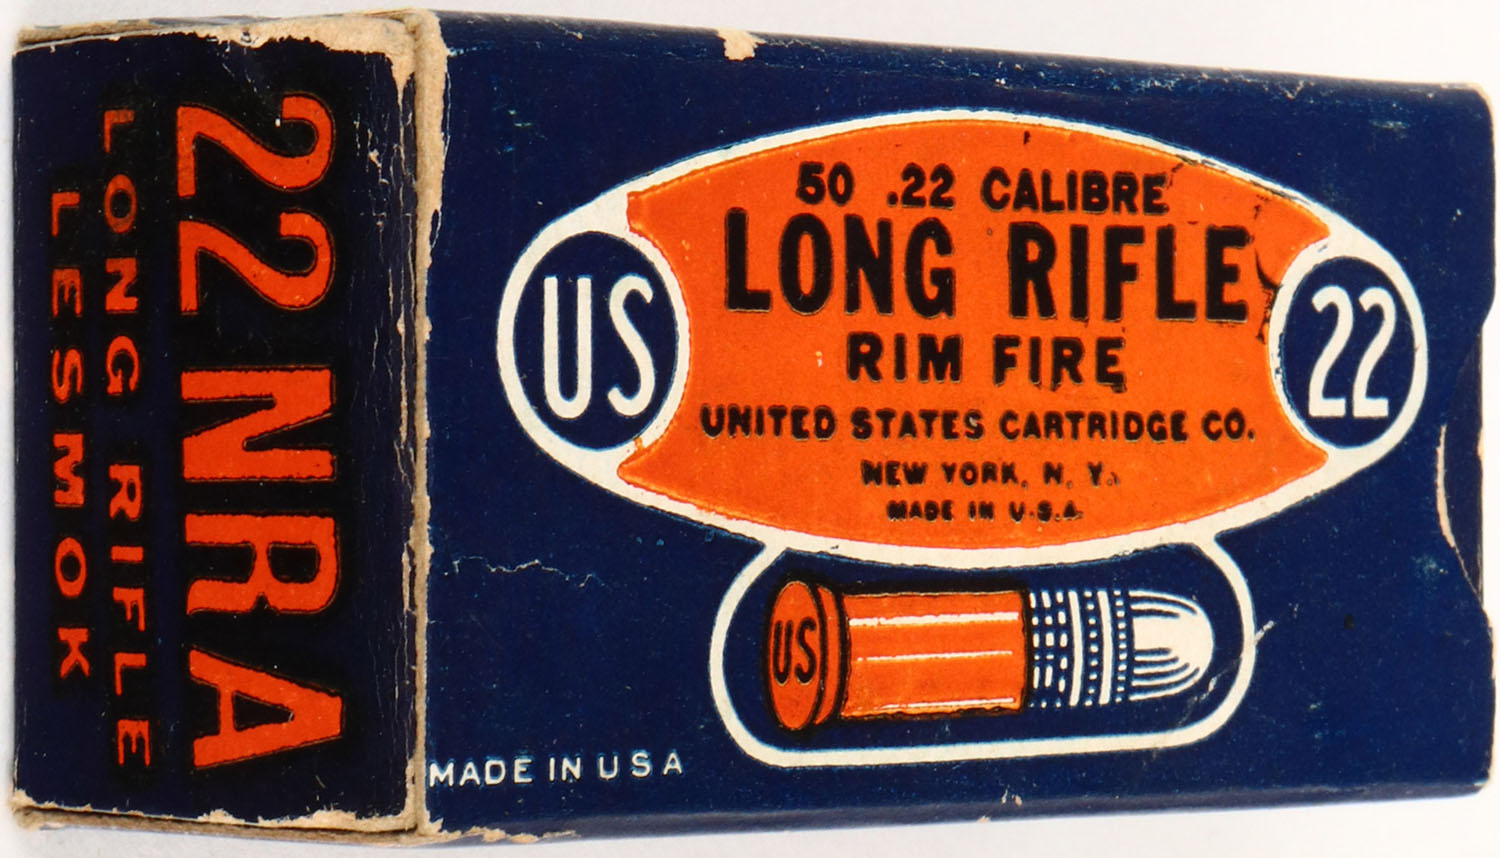 22 NRA
LONG RIFLE
LESMOK
50 .22 CALIBRE
LONG RIFLE
RIM FIRE
UNITED STATES CARTRIDGE CO.
NEW YORK, N. Y.
MADE IN U.S.A.
US
22
US
MADE IN USA